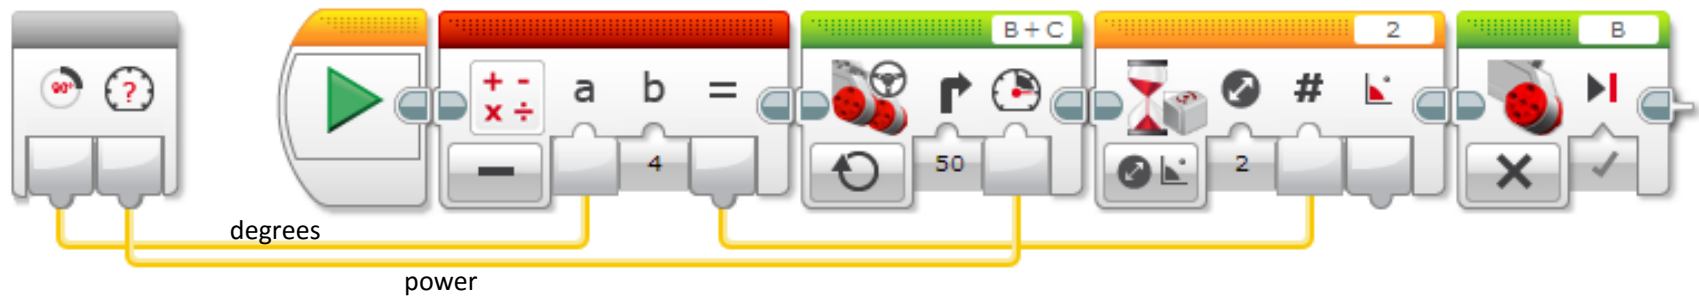 B + C
2
B
90°
?
+ -
x ÷
a b =
#
4
50
2
degrees
power